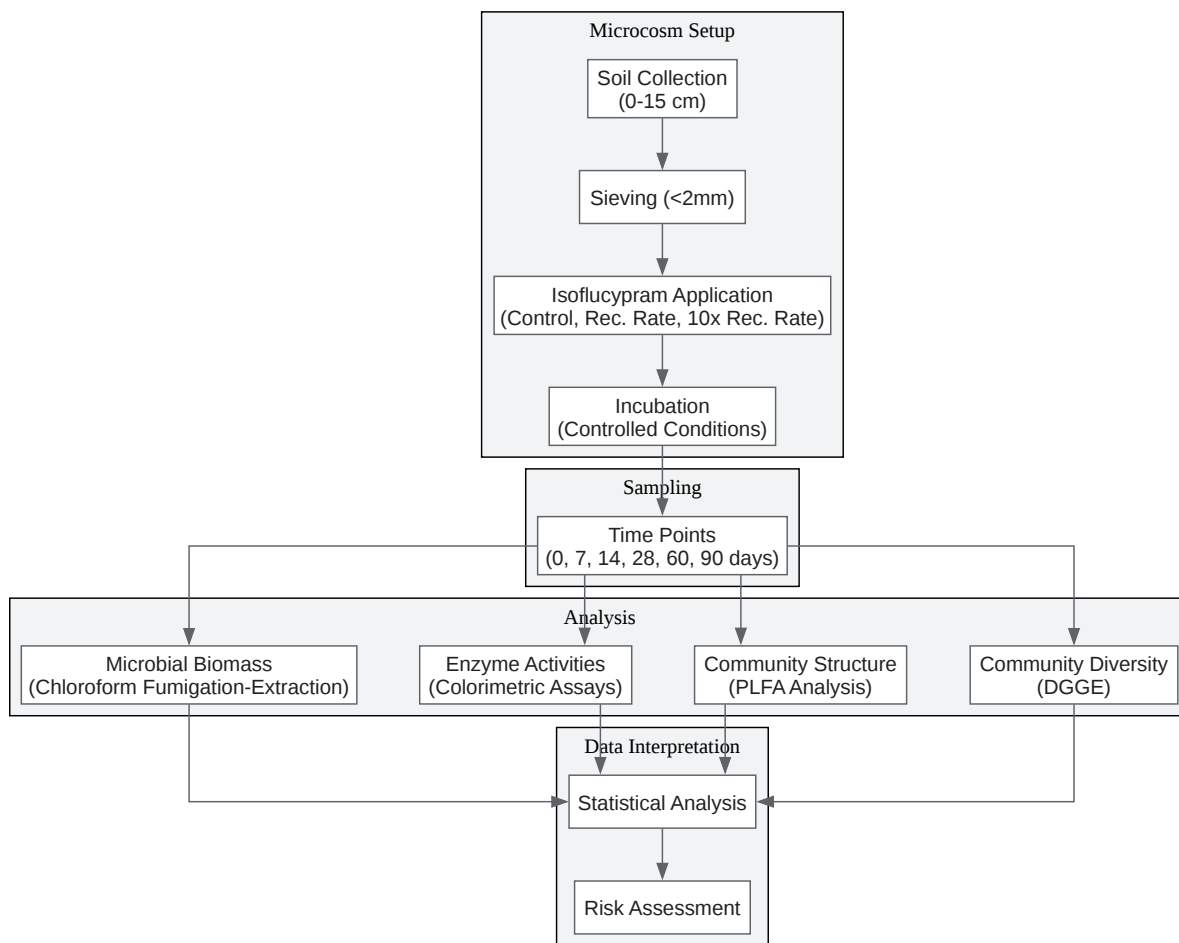 Microcosm Setup
Soil Collection
(0-15 cm)
Sieving (<2mm)
Isoflucypram Application
(Control, Rec. Rate, 10x Rec. Rate)
Incubation
(Controlled Conditions)
Sampling
Time Points
(0, 7, 14, 28, 60, 90 days)
Analysis
Microbial Biomass
(Chloroform Fumigation-Extraction)
Enzyme Activities
(Colorimetric Assays)
Community Structure
(PLFA Analysis)
Community Diversity
(DGGE)
Data Interpretation
Statistical Analysis
Risk Assessment